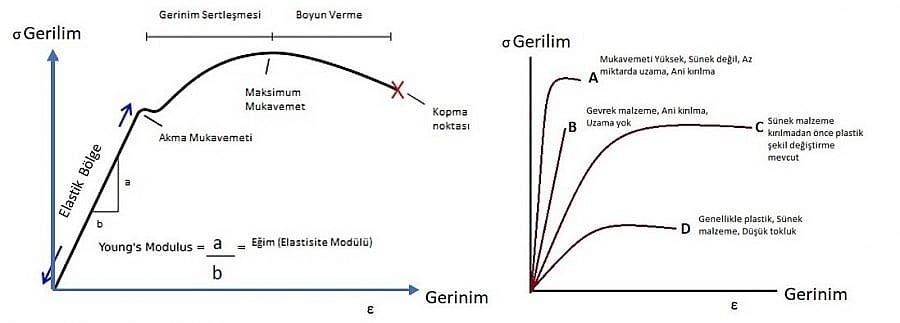 Gerinim Sertleşmesi
Boyun Verme
σ Gerilim
Maksimum
Mukavemet
Kopma
noktası
Akma Mukavemeti
Elastik Bölge
a
b
Young's Modulus = a / b = Eğim (Elastisite Modülü)
Gerinim
ε
σ Gerilim
Mukavemeti Yüksek, Sünek değil, Az
miktarda uzama, Ani kırılma
A
Gevrek malzeme, Ani kırılma,
Uzama yok
B
C
Sünek malzeme
kırılmadan önce plastik
şekil değiştirme
mevcut
D
Genellikle plastik, Sünek
malzeme, Düşük tokluk
Gerinim
ε